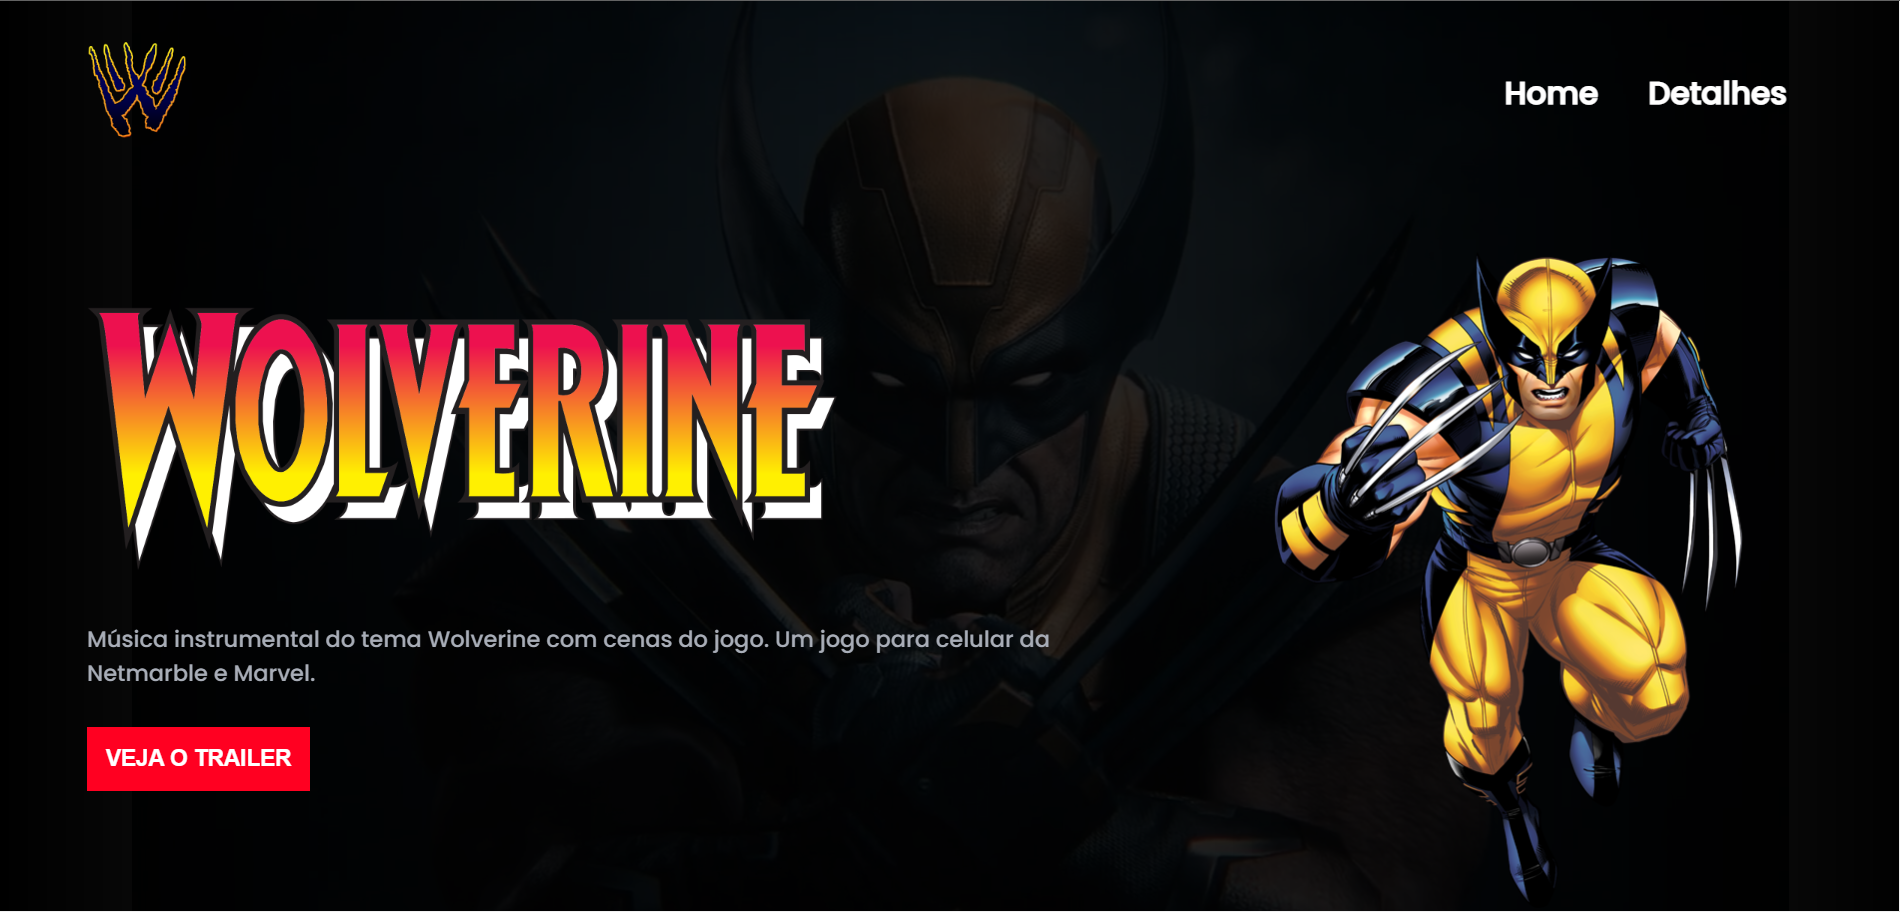 Home Detalhes
WOLVERINE
Música instrumental do tema Wolverine com cenas do jogo. Um jogo para celular da
Netmarble e Marvel.
VEJA O TRAILER